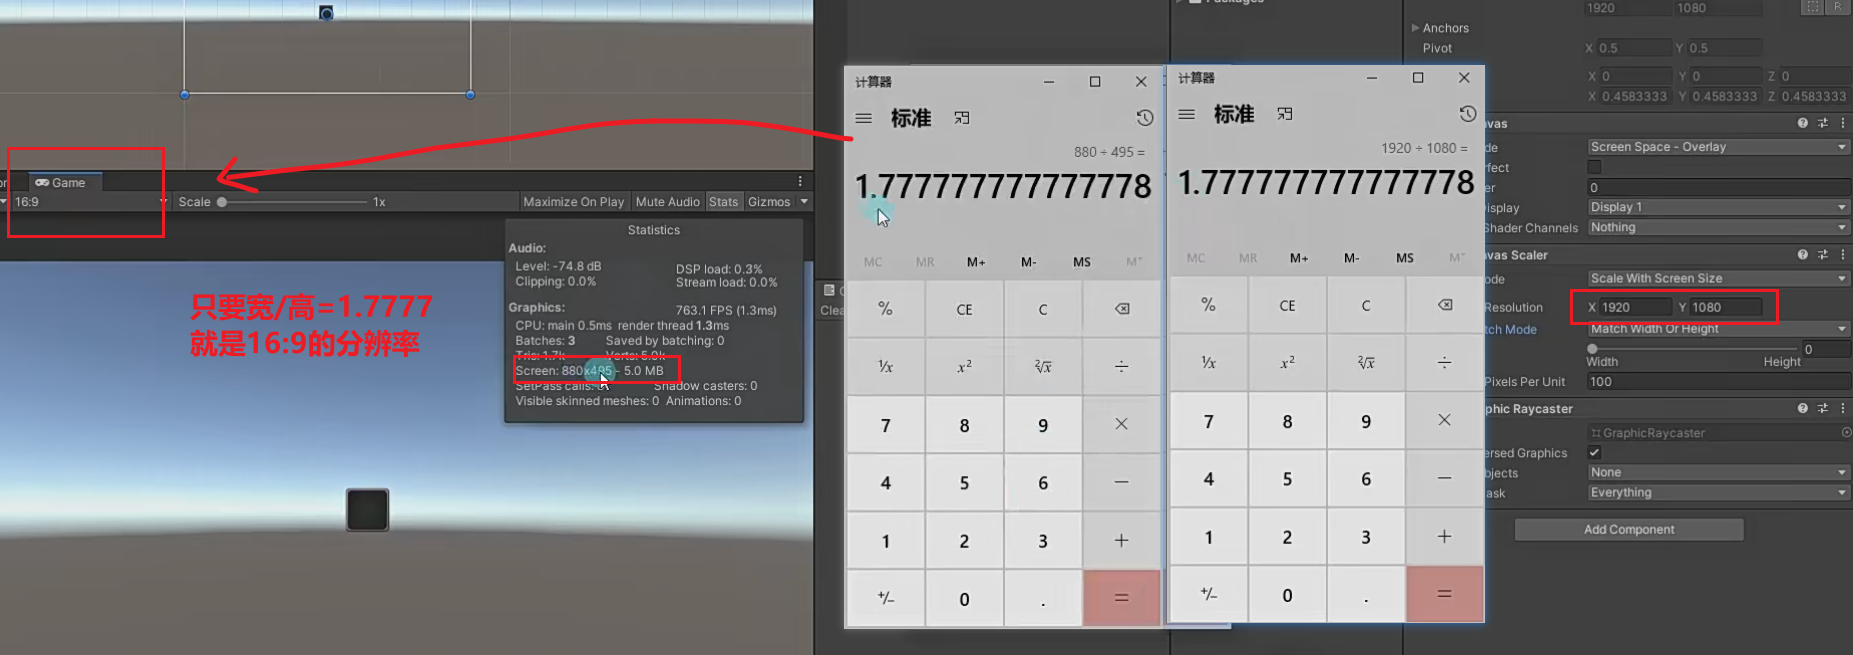 Game
16:9
Scale
1x
Maximize On Play
Mute Audio
Stats
Gizmos
Statistics
Audio:
Level: -74.8 dB
DSP load: 0.3%
Clipping: 0.0%
Stream load: 0.0%
Graphics:
763.1 FPS (1.3ms)
CPU: main 0.5ms render thread 1.3ms
Batches: 3
Saved by batching: 0
Tris: 1.7k
Verts: 5.0k
Screen: 880x495 - 5.0 MB
SetPass calls:
Shadow casters: 0
Visible skinned meshes: 0 Animations: 0
只要宽/高=1.7777
就是16:9的分辨率
计算器
标准
880 ÷ 495 =
1.7777777777777778
MC MR M+ M- MS M˅
% CE C
¹/x x² ²√x ÷
7 8 9 ×
4 5 6 −
1 2 3 +
+/− 0 . =
计算器
标准
1920 ÷ 1080 =
1.7777777777777778
MC MR M+ M- MS M˅
% CE C
¹/x x² ²√x ÷
7 8 9 ×
4 5 6 −
1 2 3 +
+/− 0 . =
Packages
Clea
1920 1080
R
Anchors
Pivot
X 0.5 Y 0.5
X 0 Y 0 Z 0
X 0.4583333 Y 0.4583333 Z 0.4583333
vas
de Screen Space - Overlay
rfect
er 0
isplay Display 1
Shader Channels Nothing
vas Scaler
ode Scale With Screen Size
Resolution X 1920 Y 1080
tch Mode Match Width Or Height
0
Width Height
Pixels Per Unit 100
phic Raycaster
GraphicRaycaster
ersed Graphics
bjects None
ask Everything
Add Component